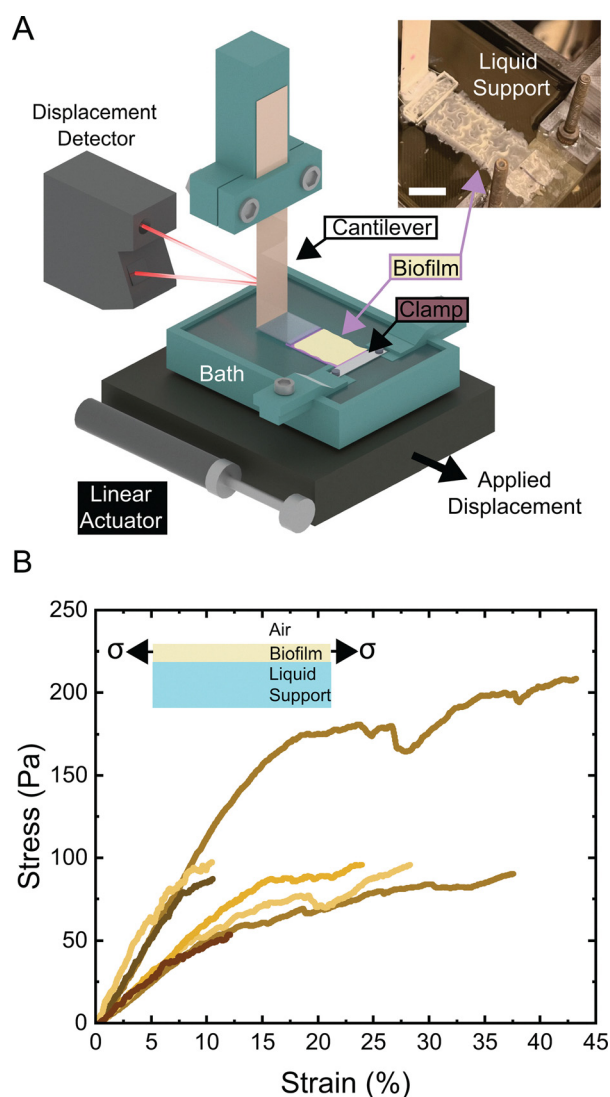 A
Displacement
Detector
Liquid
Support
Cantilever
Biofilm
Clamp
Bath
Linear
Actuator
Applied
Displacement
B
250
200
150
100
50
0
Stress (Pa)
Air
σ Biofilm σ
Liquid
Support
0 5 10 15 20 25 30 35 40 45
Strain (%)